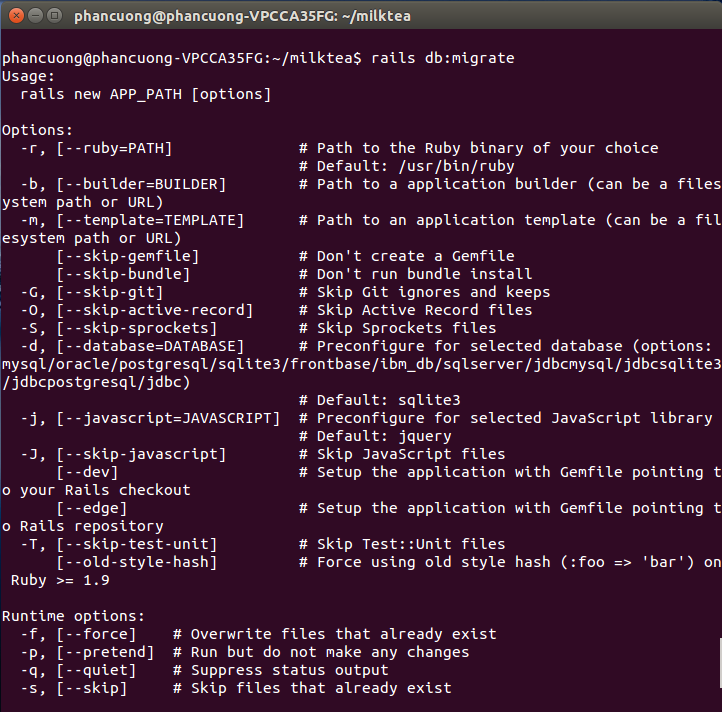 phancuong@phancuong-VPCCA35FG: ~/milktea
phancuong@phancuong-VPCCA35FG:~/milktea$ rails db:migrate
Usage:
  rails new APP_PATH [options]
Options:
  -r, [--ruby=PATH]              # Path to the Ruby binary of your choice
                                 # Default: /usr/bin/ruby
  -b, [--builder=BUILDER]        # Path to a application builder (can be a files
ystem path or URL)
  -m, [--template=TEMPLATE]      # Path to an application template (can be a fil
esystem path or URL)
      [--skip-gemfile]           # Don't create a Gemfile
      [--skip-bundle]            # Don't run bundle install
  -G, [--skip-git]               # Skip Git ignores and keeps
  -O, [--skip-active-record]     # Skip Active Record files
  -S, [--skip-sprockets]         # Skip Sprockets files
  -d, [--database=DATABASE]      # Preconfigure for selected database (options:
mysql/oracle/postgresql/sqlite3/frontbase/ibm_db/sqlserver/jdbcmysql/jdbcsqlite3
/jdbcpostgresql/jdbc)
                                 # Default: sqlite3
  -j, [--javascript=JAVASCRIPT]  # Preconfigure for selected JavaScript library
                                 # Default: jquery
  -J, [--skip-javascript]        # Skip JavaScript files
      [--dev]                    # Setup the application with Gemfile pointing t
o your Rails checkout
      [--edge]                   # Setup the application with Gemfile pointing t
o Rails repository
  -T, [--skip-test-unit]         # Skip Test::Unit files
      [--old-style-hash]         # Force using old style hash (:foo => 'bar') on
 Ruby >= 1.9
Runtime options:
  -f, [--force]    # Overwrite files that already exist
  -p, [--pretend]  # Run but do not make any changes
  -q, [--quiet]    # Suppress status output
  -s, [--skip]     # Skip files that already exist